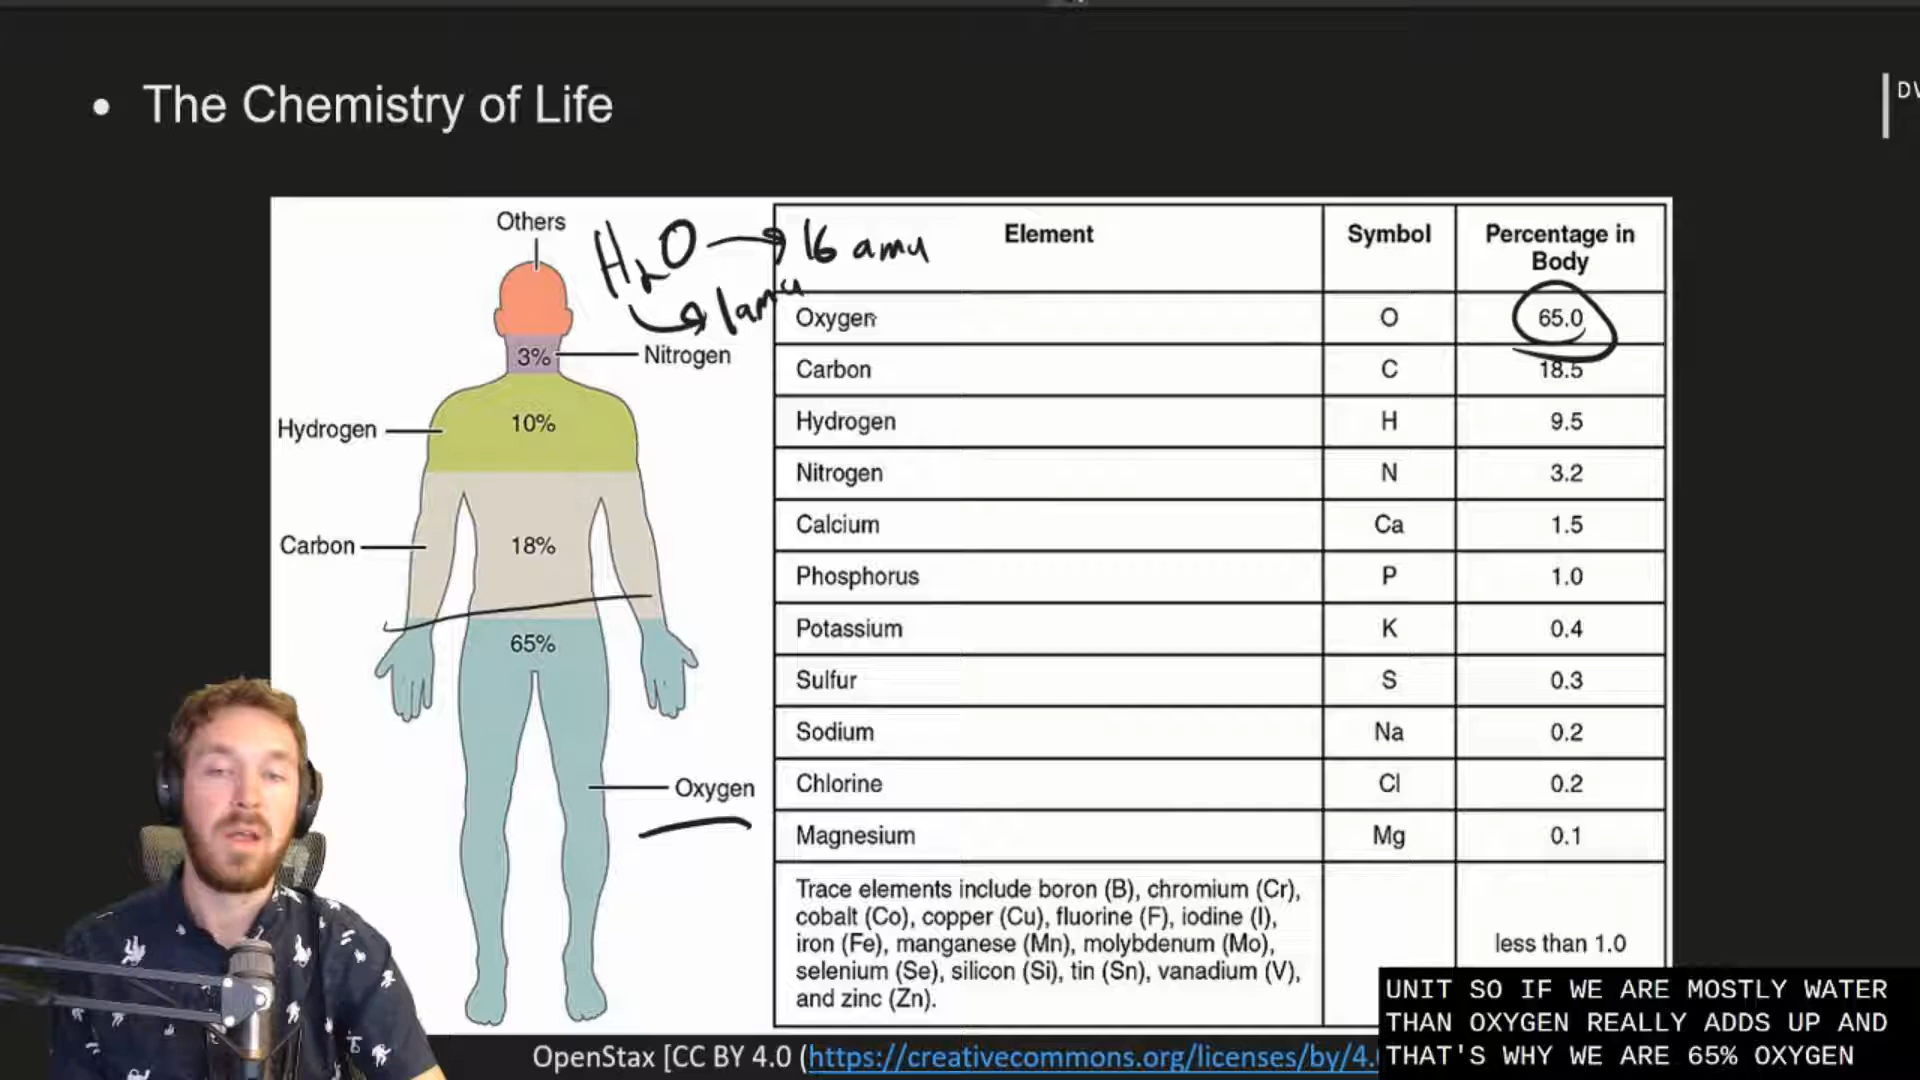 • The Chemistry of Life
DV
Others
H2O → 16 amu
→ 1amu
3%
Nitrogen
Hydrogen
10%
Carbon
18%
65%
Oxygen
Element Symbol Percentage in
Body
Oxygen O 65.0
Carbon C 18.5
Hydrogen H 9.5
Nitrogen N 3.2
Calcium Ca 1.5
Phosphorus P 1.0
Potassium K 0.4
Sulfur S 0.3
Sodium Na 0.2
Chlorine Cl 0.2
Magnesium Mg 0.1
Trace elements include boron (B), chromium (Cr),
cobalt (Co), copper (Cu), fluorine (F), iodine (I),
iron (Fe), manganese (Mn), molybdenum (Mo),
selenium (Se), silicon (Si), tin (Sn), vanadium (V),
and zinc (Zn).
less than 1.0
UNIT SO IF WE ARE MOSTLY WATER
THAN OXYGEN REALLY ADDS UP AND
THAT'S WHY WE ARE 65% OXYGEN
OpenStax [CC BY 4.0 (https://creativecommons.org/licenses/by/4.